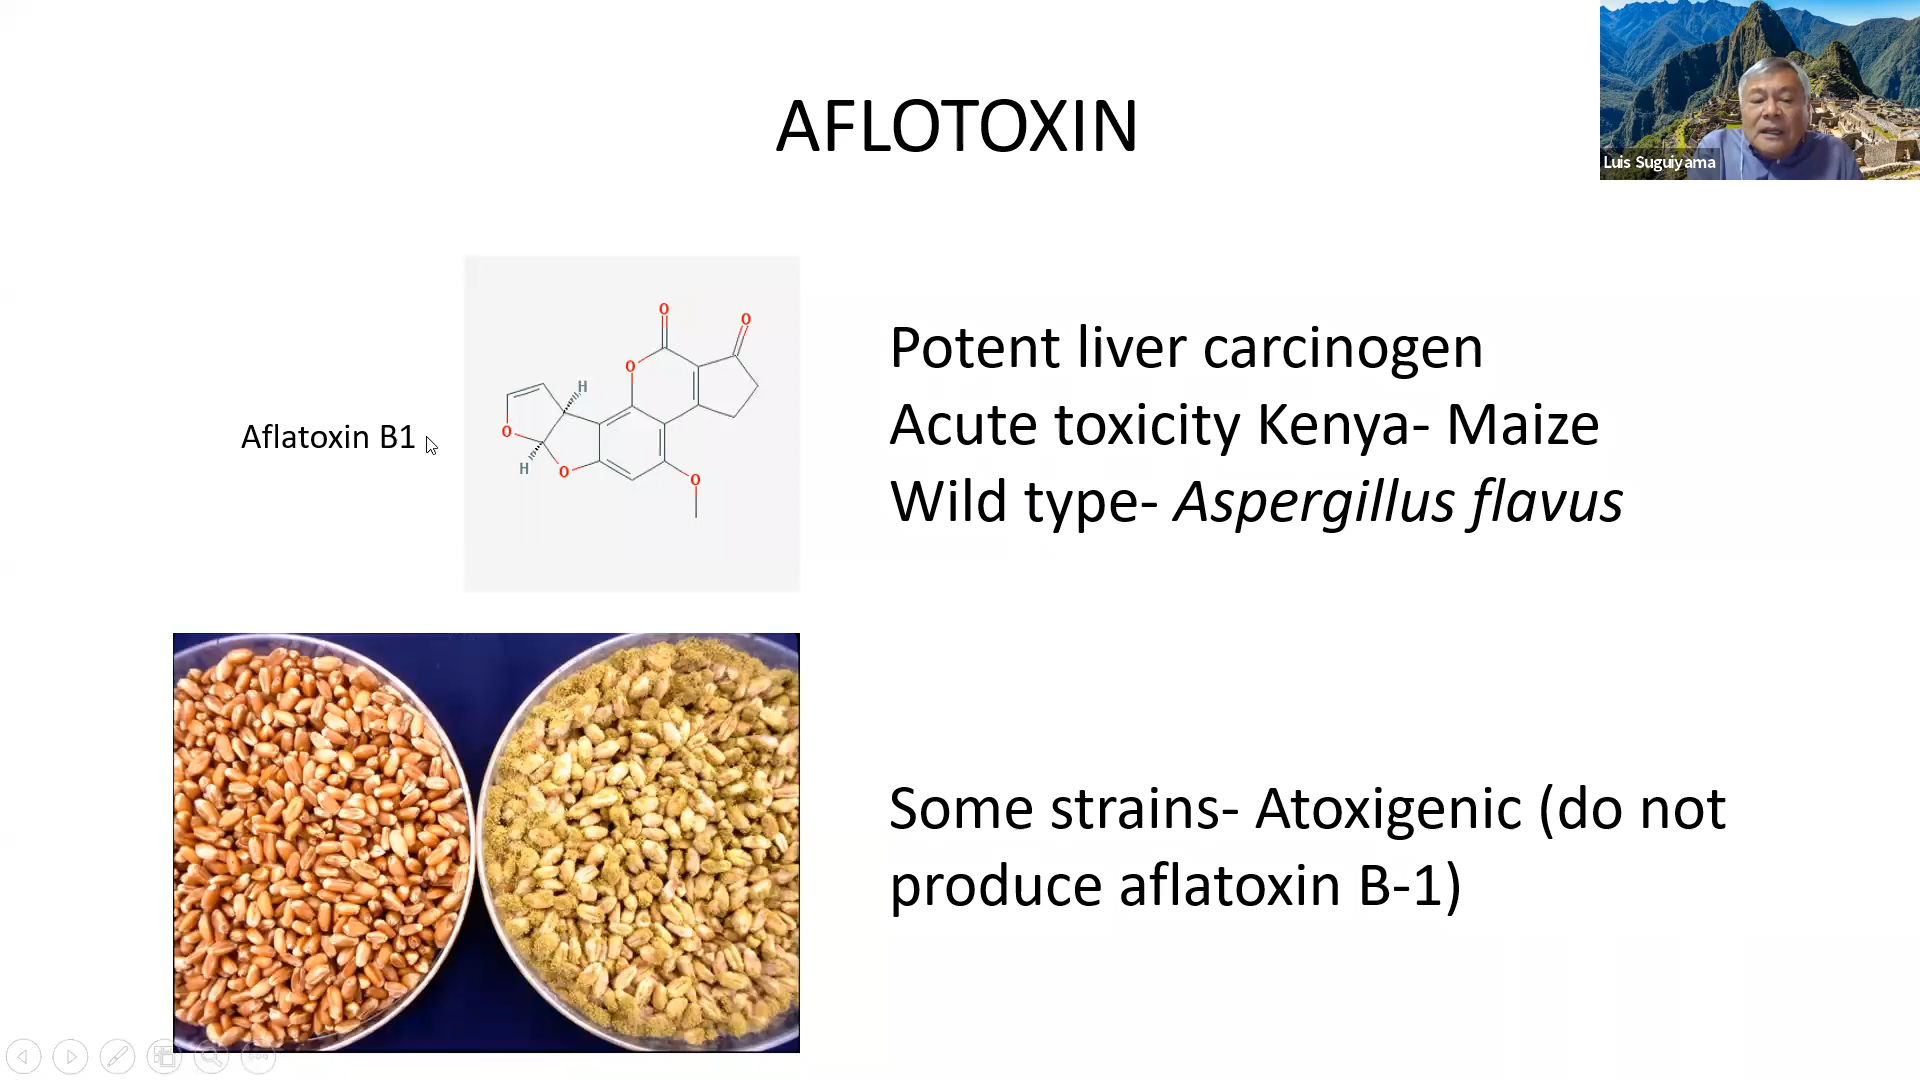 AFLOTOXIN
Luis Suguiyama
O
O
O
H
O
H
O
O
Aflatoxin B1
Potent liver carcinogen
Acute toxicity Kenya- Maize
Wild type- Aspergillus flavus
Some strains- Atoxigenic (do not
produce aflatoxin B-1)